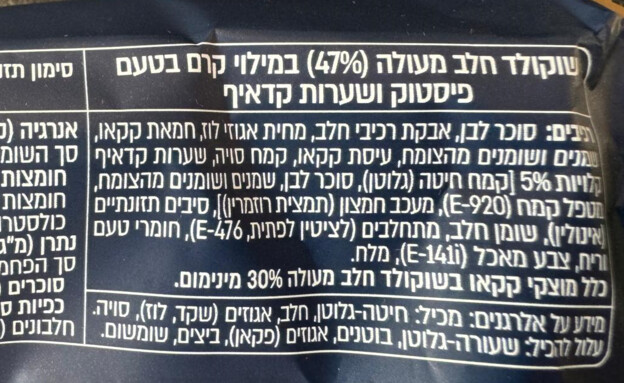 שוקולד חלב מעולה (47%) במילוי קרם בטעם
פיסטוק ושערות קדאיף
סימון תזו
רכיבים: סוכר לבן, אבקת רכיבי חלב, מחית אגוזי לוז, חמאת קקאו,
שמנים ושומנים מהצומח, עיסת קקאו, קמח סויה, שערות קדאיף
קלויות 5% [קמח חיטה (גלוטן), סוכר לבן, שמנים ושומנים מהצומח,
מטפל קמח (E-920), מעכב חמצון (תמצית רוזמרין)], סיבים תזונתיים
(אינולין), שומן חלב, מתחלבים (לציטין לפתית, E-476), חומרי טעם
וריח, צבע מאכל (E-141i), מלח.
כלל מוצקי קקאו בשוקולד חלב מעולה 30% מינימום.
מידע על אלרגנים: מכיל: חיטה-גלוטן, חלב, אגוזים (שקד, לוז), סויה.
עלול להכיל: שעורה-גלוטן, בוטנים, אגוזים (פקאן), ביצים, שומשום.
אנרגיה (ק
סך השומ
חומצות
חומצות
כולסטרו
נתרן (מ"ג
סך הפחמ
סוכרים
כפיות ס
חלבונים (